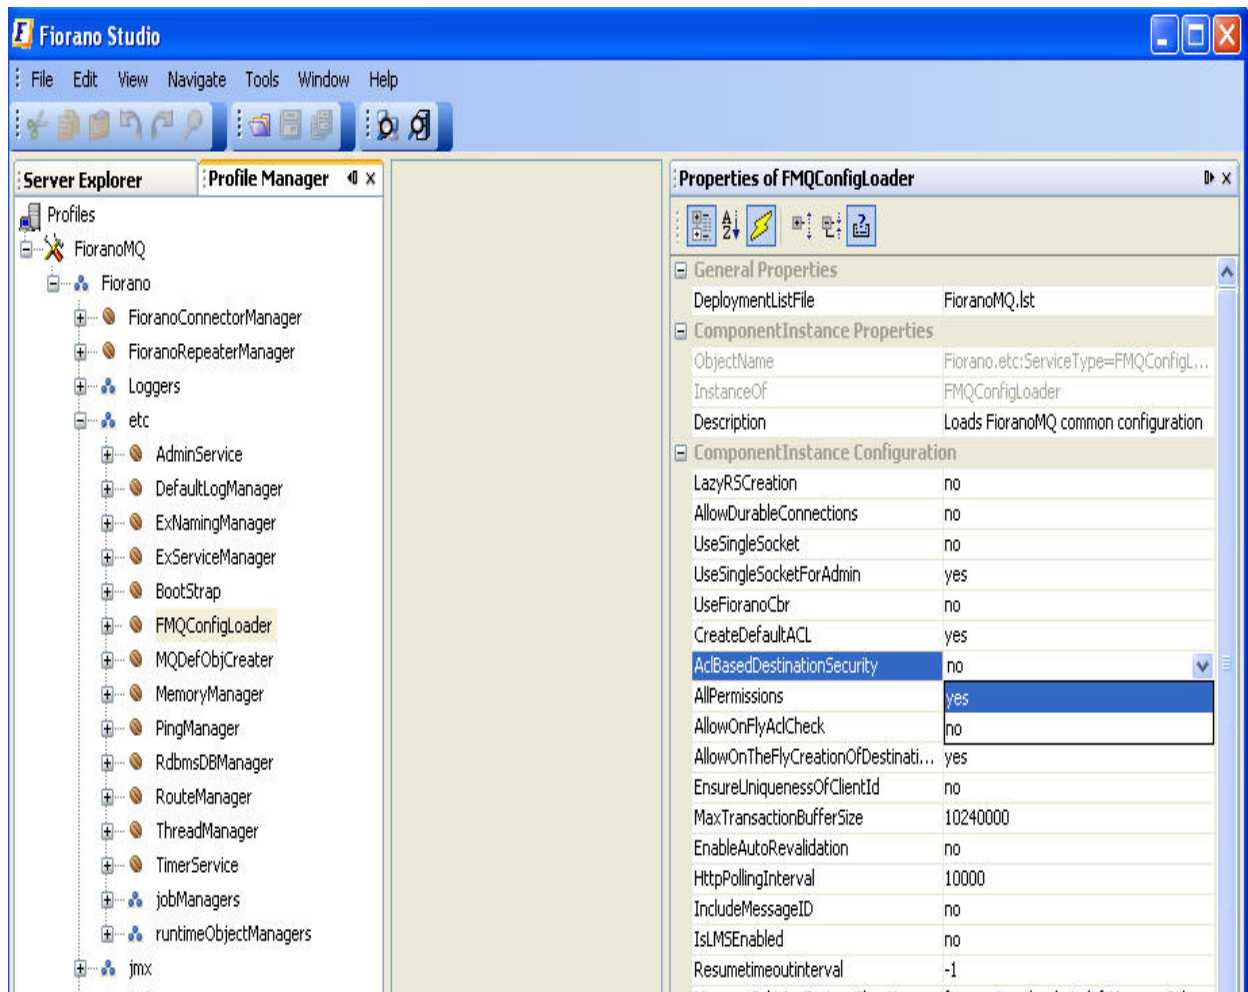 Fiorano Studio
File Edit View Navigate Tools Window Help
Server Explorer
Profile Manager
Profiles
FioranoMQ
Fiorano
FioranoConnectorManager
FioranoRepeaterManager
Loggers
etc
AdminService
DefaultLogManager
ExNamingManager
ExServiceManager
BootStrap
FMQConfigLoader
MQDefObjCreater
MemoryManager
PingManager
RdbmsDBManager
RouteManager
ThreadManager
TimerService
jobManagers
runtimeObjectManagers
jmx
Properties of FMQConfigLoader
General Properties
DeploymentListFile FioranoMQ.lst
ComponentInstance Properties
ObjectName Fiorano.etc:ServiceType=FMQConfigL...
InstanceOf FMQConfigLoader
Description Loads FioranoMQ common configuration
ComponentInstance Configuration
LazyRSCreation no
AllowDurableConnections no
UseSingleSocket no
UseSingleSocketForAdmin yes
UseFioranoCbr no
CreateDefaultACL yes
AclBasedDestinationSecurity no
AllPermissions yes
AllowOnFlyAclCheck no
AllowOnTheFlyCreationOfDestinati... yes
EnsureUniquenessOfClientId no
MaxTransactionBufferSize 10240000
EnableAutoRevalidation no
HttpPollingInterval 10000
IncludeMessageID no
IsLMSEnabled no
Resumetimeoutinterval -1